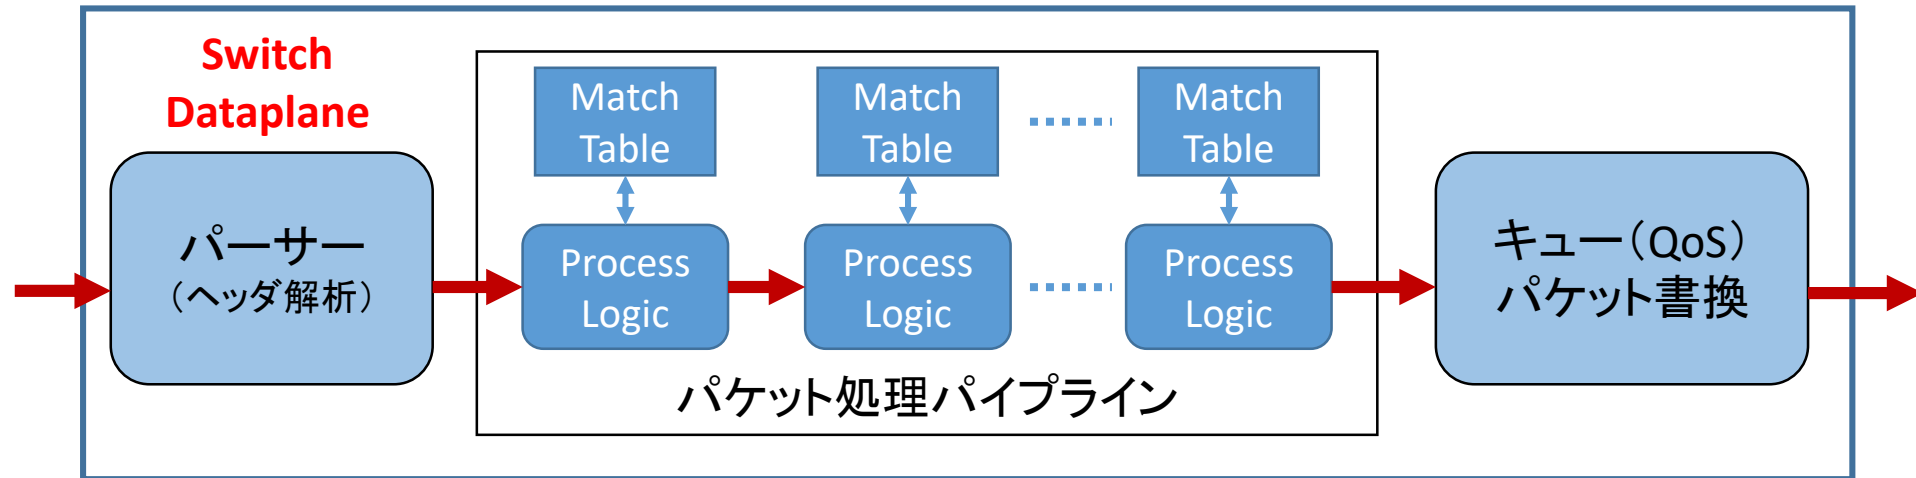 Switch
Dataplane
パーサー
（ヘッダ解析）
Match
Table
Process
Logic
Match
Table
Process
Logic
Match
Table
Process
Logic
パケット処理パイプライン
キュー（QoS）
パケット書換